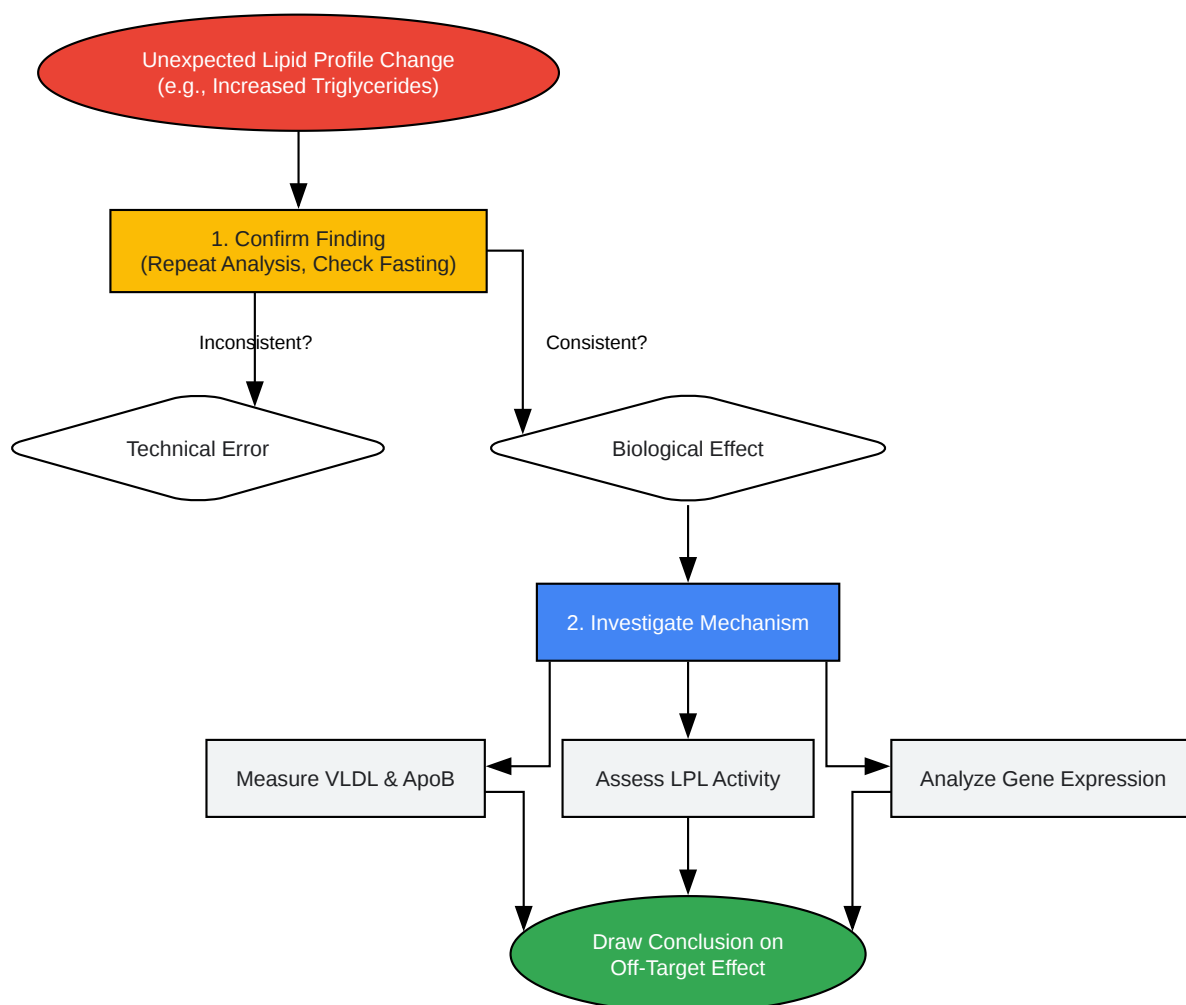 Unexpected Lipid Profile Change
(e.g., Increased Triglycerides)
1. Confirm Finding
(Repeat Analysis, Check Fasting)
Inconsistent?
Consistent?
Technical Error
Biological Effect
2. Investigate Mechanism
Measure VLDL & ApoB
Assess LPL Activity
Analyze Gene Expression
Draw Conclusion on
Off-Target Effect